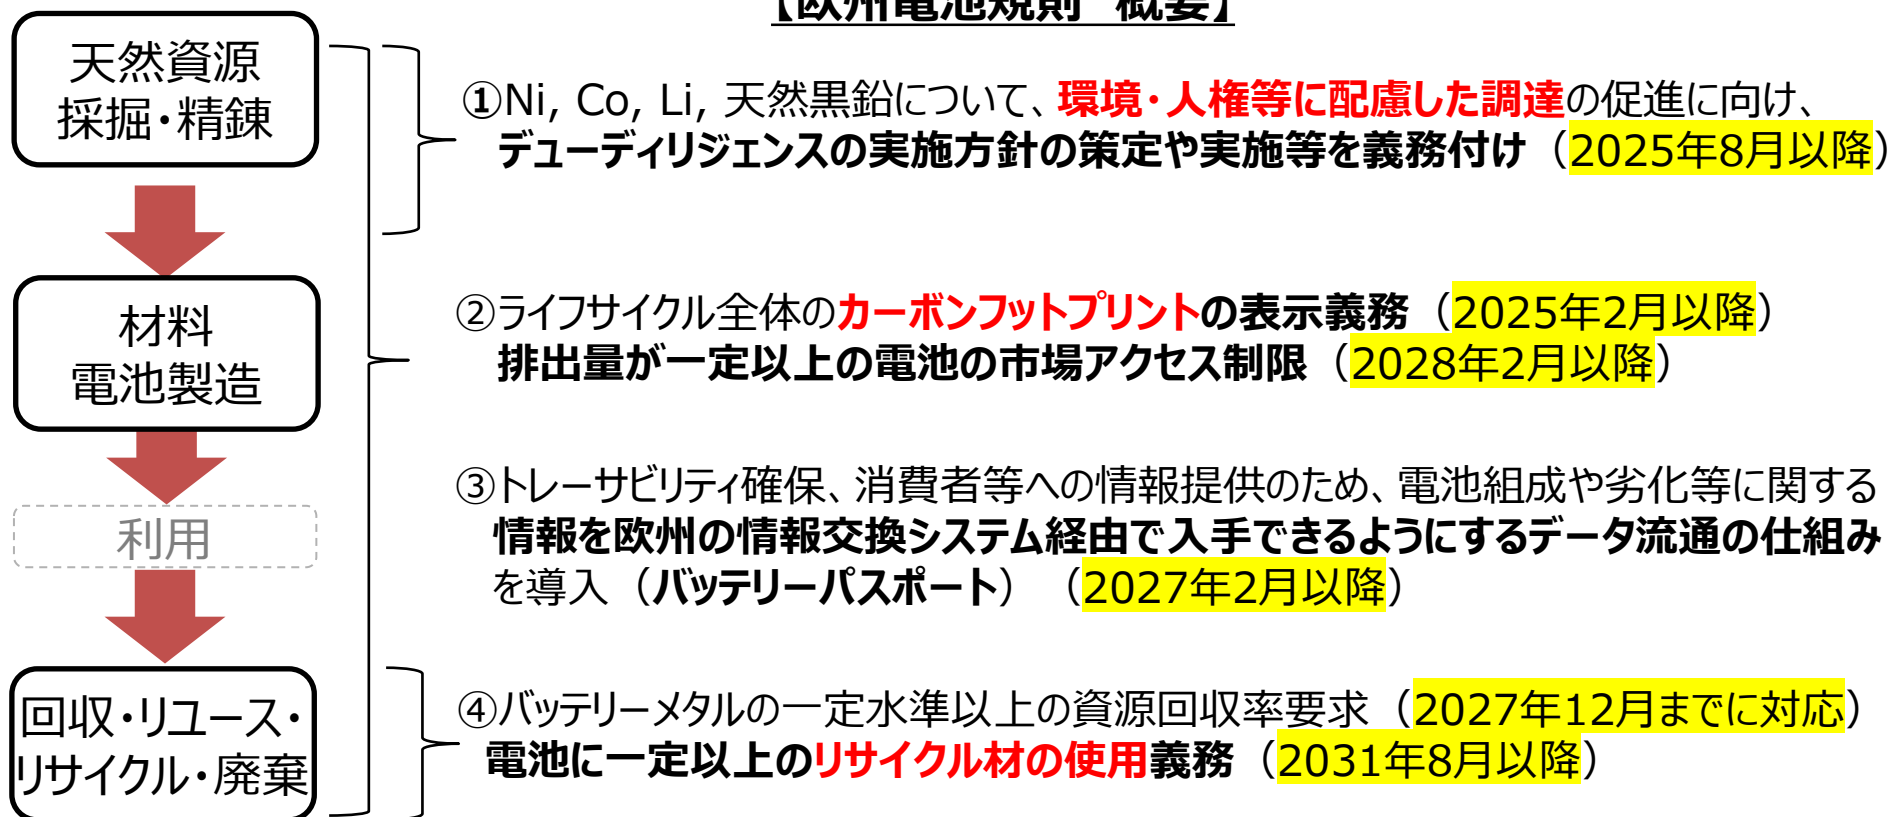 【欧州電池規則 概要】
天然資源
採掘・精錬
①Ni, Co, Li, 天然黒鉛について、環境・人権等に配慮した調達の促進に向け、
デューディリジェンスの実施方針の策定や実施等を義務付け（2025年8月以降）
材料
電池製造
②ライフサイクル全体のカーボンフットプリントの表示義務（2025年2月以降）
排出量が一定以上の電池の市場アクセス制限（2028年2月以降）
利用
③トレーサビリティ確保、消費者等への情報提供のため、電池組成や劣化等に関する
情報を欧州の情報交換システム経由で入手できるようにするデータ流通の仕組み
を導入（バッテリーパスポート）（2027年2月以降）
回収・リユース・
リサイクル・廃棄
④バッテリーメタルの一定水準以上の資源回収率要求（2027年12月までに対応）
電池に一定以上のリサイクル材の使用義務（2031年8月以降）